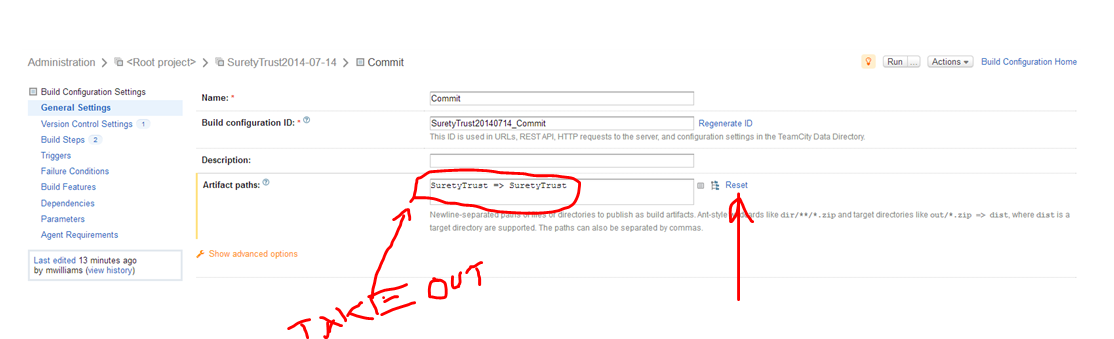 Administration > <Root project> > SuretyTrust2014-07-14 > Commit
Run ... Actions Build Configuration Home
Build Configuration Settings
General Settings
Version Control Settings 1
Build Steps 2
Triggers
Failure Conditions
Build Features
Dependencies
Parameters
Agent Requirements
Last edited 13 minutes ago
by mwilliams (view history)
Name: * Commit
Build configuration ID: * SuretyTrust20140714_Commit Regenerate ID
This ID is used in URLs, REST API, HTTP requests to the server, and configuration settings in the TeamCity Data Directory.
Description:
Artifact paths: SuretyTrust => SuretyTrust Reset
Newline-separated paths of files or directories to publish as build artifacts. Ant-style wildcards like dir/**/*.zip and target directories like out/*.zip => dist, where dist is a
target directory are supported. The paths can also be separated by commas.
Show advanced options
TAKE OUT